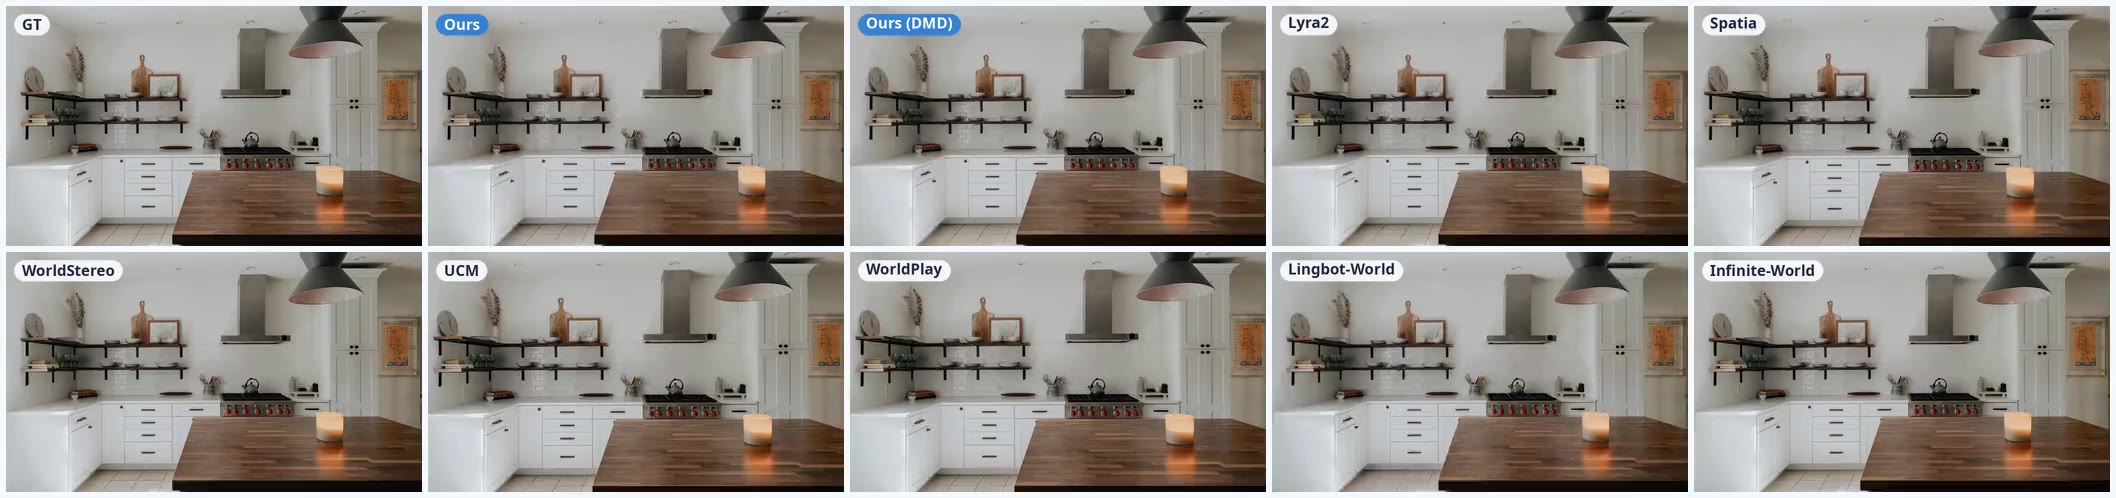 GT
Ours
Ours (DMD)
Lyra2
Spatia
WorldStereo
UCM
WorldPlay
Lingbot-World
Infinite-World